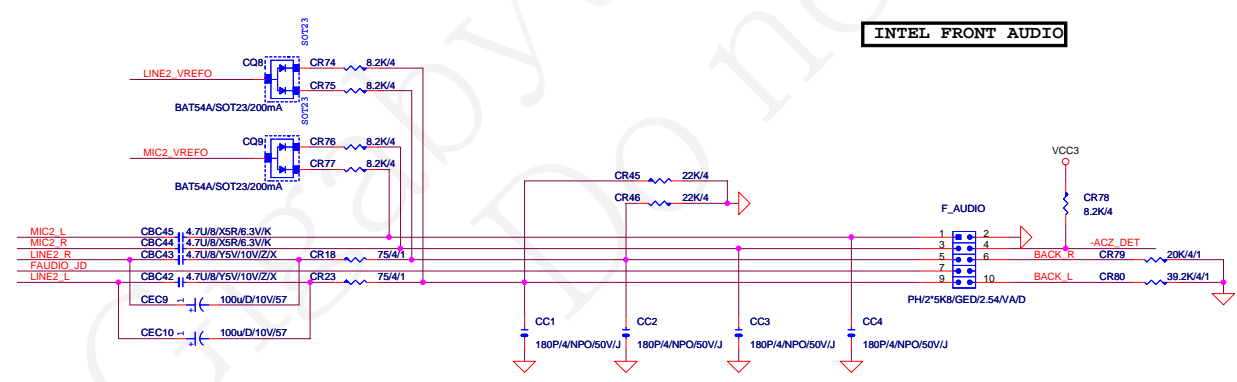 INTEL FRONT AUDIO
SOT23
CQ8
CR74
8.2K/4
LINE2_VREFO
CR75
8.2K/4
BAT54A/SOT23/200mA
SOT23
CQ9
CR76
8.2K/4
MIC2_VREFO
CR77
8.2K/4
BAT54A/SOT23/200mA
VCC3
CR45
22K/4
CR46
22K/4
CR78
8.2K/4
F_AUDIO
MIC2_L
CBC45
4.7U/8/X5R/6.3V/K
1
2
MIC2_R
CBC44
4.7U/8/X5R/6.3V/K
3
4
-ACZ_DET
LINE2_R
CBC43
4.7U/8/Y5V/10V/Z/X
CR18
75/4/1
5
6
BACK_R
CR79
20K/4/1
FAUDIO_JD
7
LINE2_L
CBC42
4.7U/8/Y5V/10V/Z/X
CR23
75/4/1
9
10
BACK_L
CR80
39.2K/4/1
CEC9
1
+
100u/D/10V/57
PH/2*5K8/GED/2.54/VA/D
CEC10
1
+
100u/D/10V/57
CC1
180P/4/NPO/50V/J
CC2
180P/4/NPO/50V/J
CC3
180P/4/NPO/50V/J
CC4
180P/4/NPO/50V/J
Gigaby
Do no